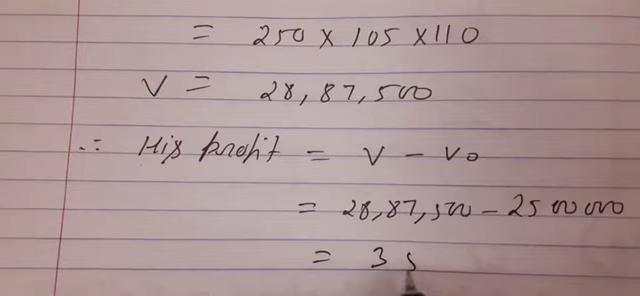 = 250 × 105 × 110
V = 28,87,500
∴ His profit = V - V₀
= 28,87,500 - 2500000
= 3